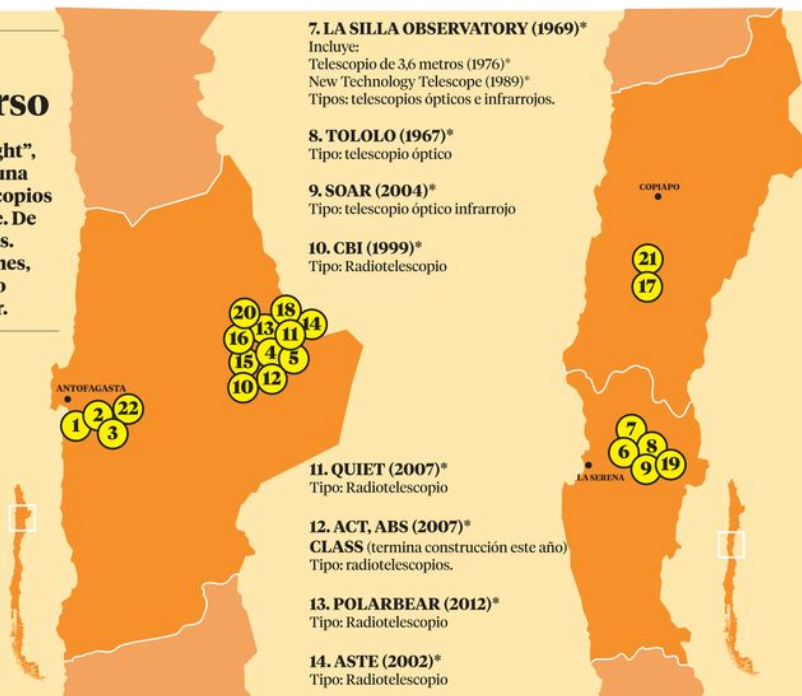 rso
ght",
una
copios
e. De
s.
nes,
o
r.
7. LA SILLA OBSERVATORY (1969)*
Incluye:
Telescopio de 3,6 metros (1976)*
New Technology Telescope (1989)*
Tipos: telescopios ópticos e infrarrojos.
8. TOLOLO (1967)*
Tipo: telescopio óptico
9. SOAR (2004)*
Tipo: telescopio óptico infrarrojo
10. CBI (1999)*
Tipo: Radiotelescopio
20
18
13
14
16
11
4
15
5
12
10
ANTOFAGASTA
22
2
1
3
11. QUIET (2007)*
Tipo: Radiotelescopio
12. ACT, ABS (2007)*
CLASS (termina construcción este año)
Tipo: radiotelescopios.
13. POLARBEAR (2012)*
Tipo: Radiotelescopio
14. ASTE (2002)*
Tipo: Radiotelescopio
COPIAPO
21
17
7
8
6
19
9
LA SERENA